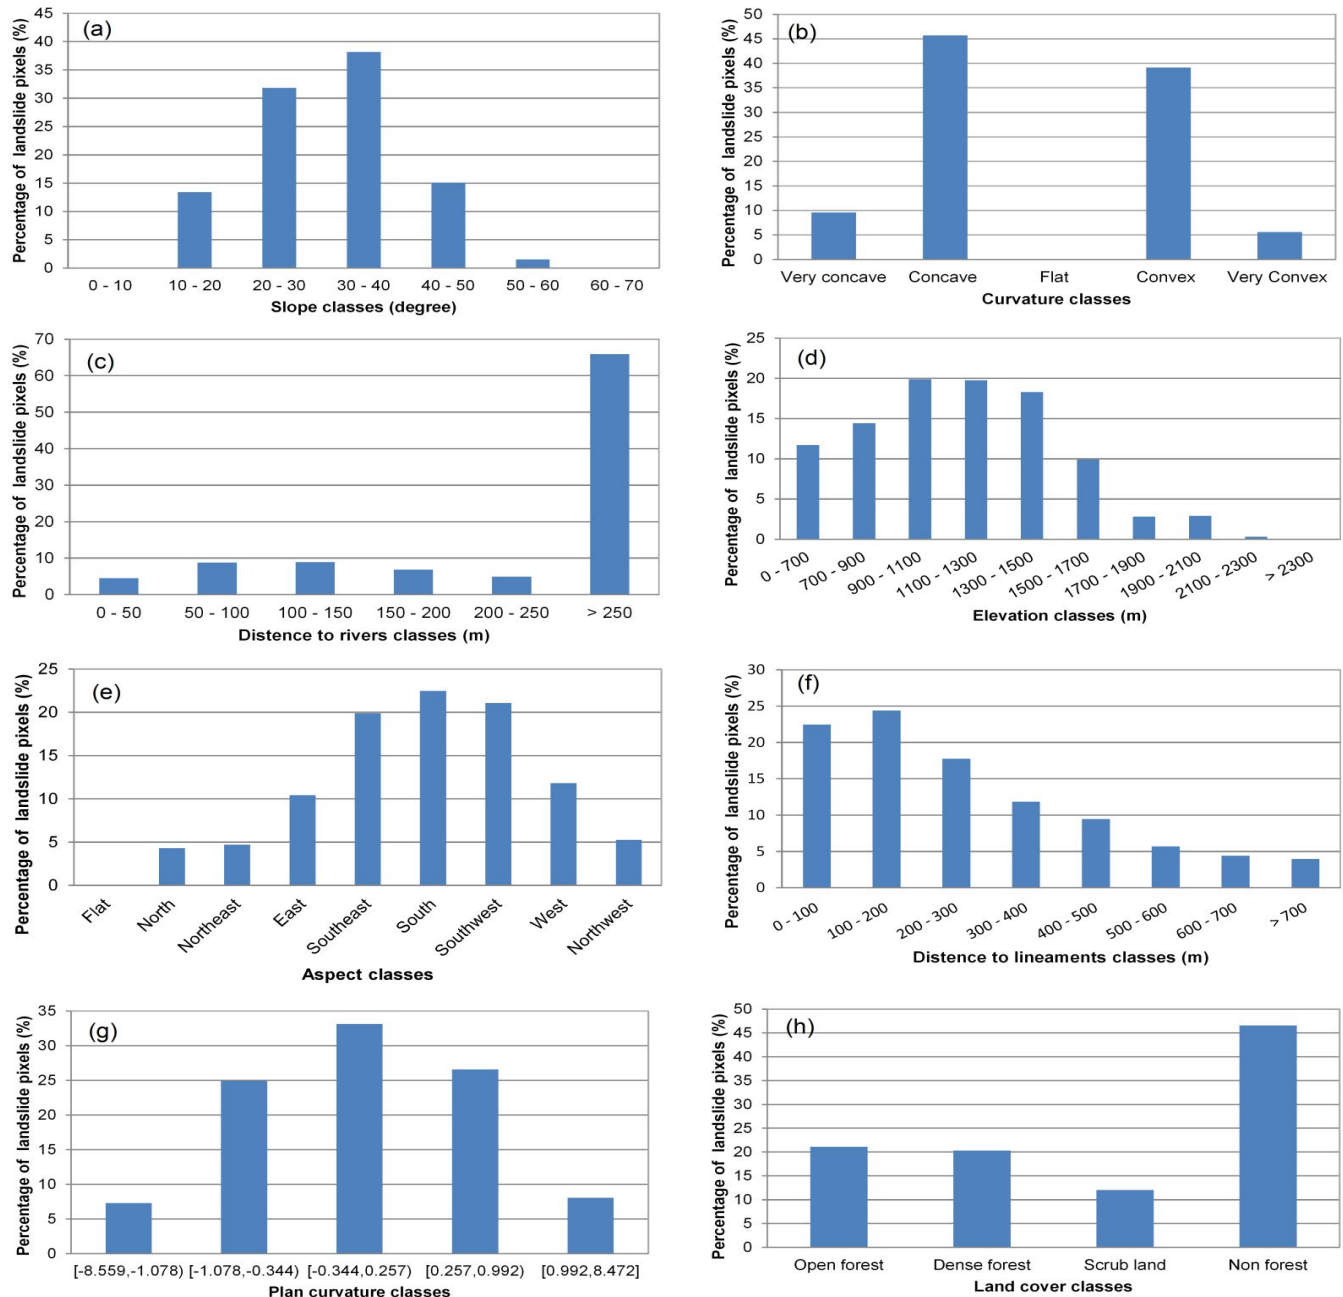 (a)
Percentage of landslide pixels (%)
45
40
35
30
25
20
15
10
5
0
0 - 10 10 - 20 20 - 30 30 - 40 40 - 50 50 - 60 60 - 70
Slope classes (degree)
(b)
Percentage of landslide pixels (%)
50
45
40
35
30
25
20
15
10
5
0
Very concave Concave Flat Convex Very Convex
Curvature classes
(c)
Percentage of landslide pixels (%)
70
60
50
40
30
20
10
0
0 - 50 50 - 100 100 - 150 150 - 200 200 - 250 > 250
Distence to rivers classes (m)
(d)
Percentage of landslide pixels (%)
25
20
15
10
5
0
0 - 700 700 - 900 900 - 1100 1100 - 1300 1300 - 1500 1500 - 1700 1700 - 1900 1900 - 2100 2100 - 2300 > 2300
Elevation classes (m)
(e)
Percentage of landslide pixels (%)
25
20
15
10
5
0
Flat North Northeast East Southeast South Southwest West Northwest
Aspect classes
(f)
Percentage of landslide pixels (%)
30
25
20
15
10
5
0
0 - 100 100 - 200 200 - 300 300 - 400 400 - 500 500 - 600 600 - 700 > 700
Distence to lineaments classes (m)
(g)
Percentage of landslide pixels (%)
35
30
25
20
15
10
5
0
[-8.559,-1.078) [-1.078,-0.344) [-0.344,0.257) [0.257,0.992) [0.992,8.472]
Plan curvature classes
(h)
Percentage of landslide pixels (%)
50
45
40
35
30
25
20
15
10
5
0
Open forest Dense forest Scrub land Non forest
Land cover classes